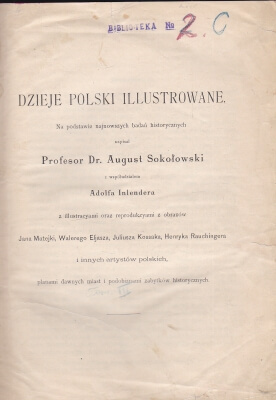 BIBLIOTEKA No
2. C
DZIEJE POLSKI ILLUSTROWANE.
Na podstawie najnowszych badań historycznych
napisał
Profesor Dr. August Sokołowski
z współudziałem
Adolfa Inlendera
z illustracyami oraz reprodukcyami z obrazów
Jana Matejki, Walerego Eljasza, Juliusza Kossaka, Henryka Rauchingera
i innych artystów polskich,
planami dawnych miast i podobiznami zabytków historycznych